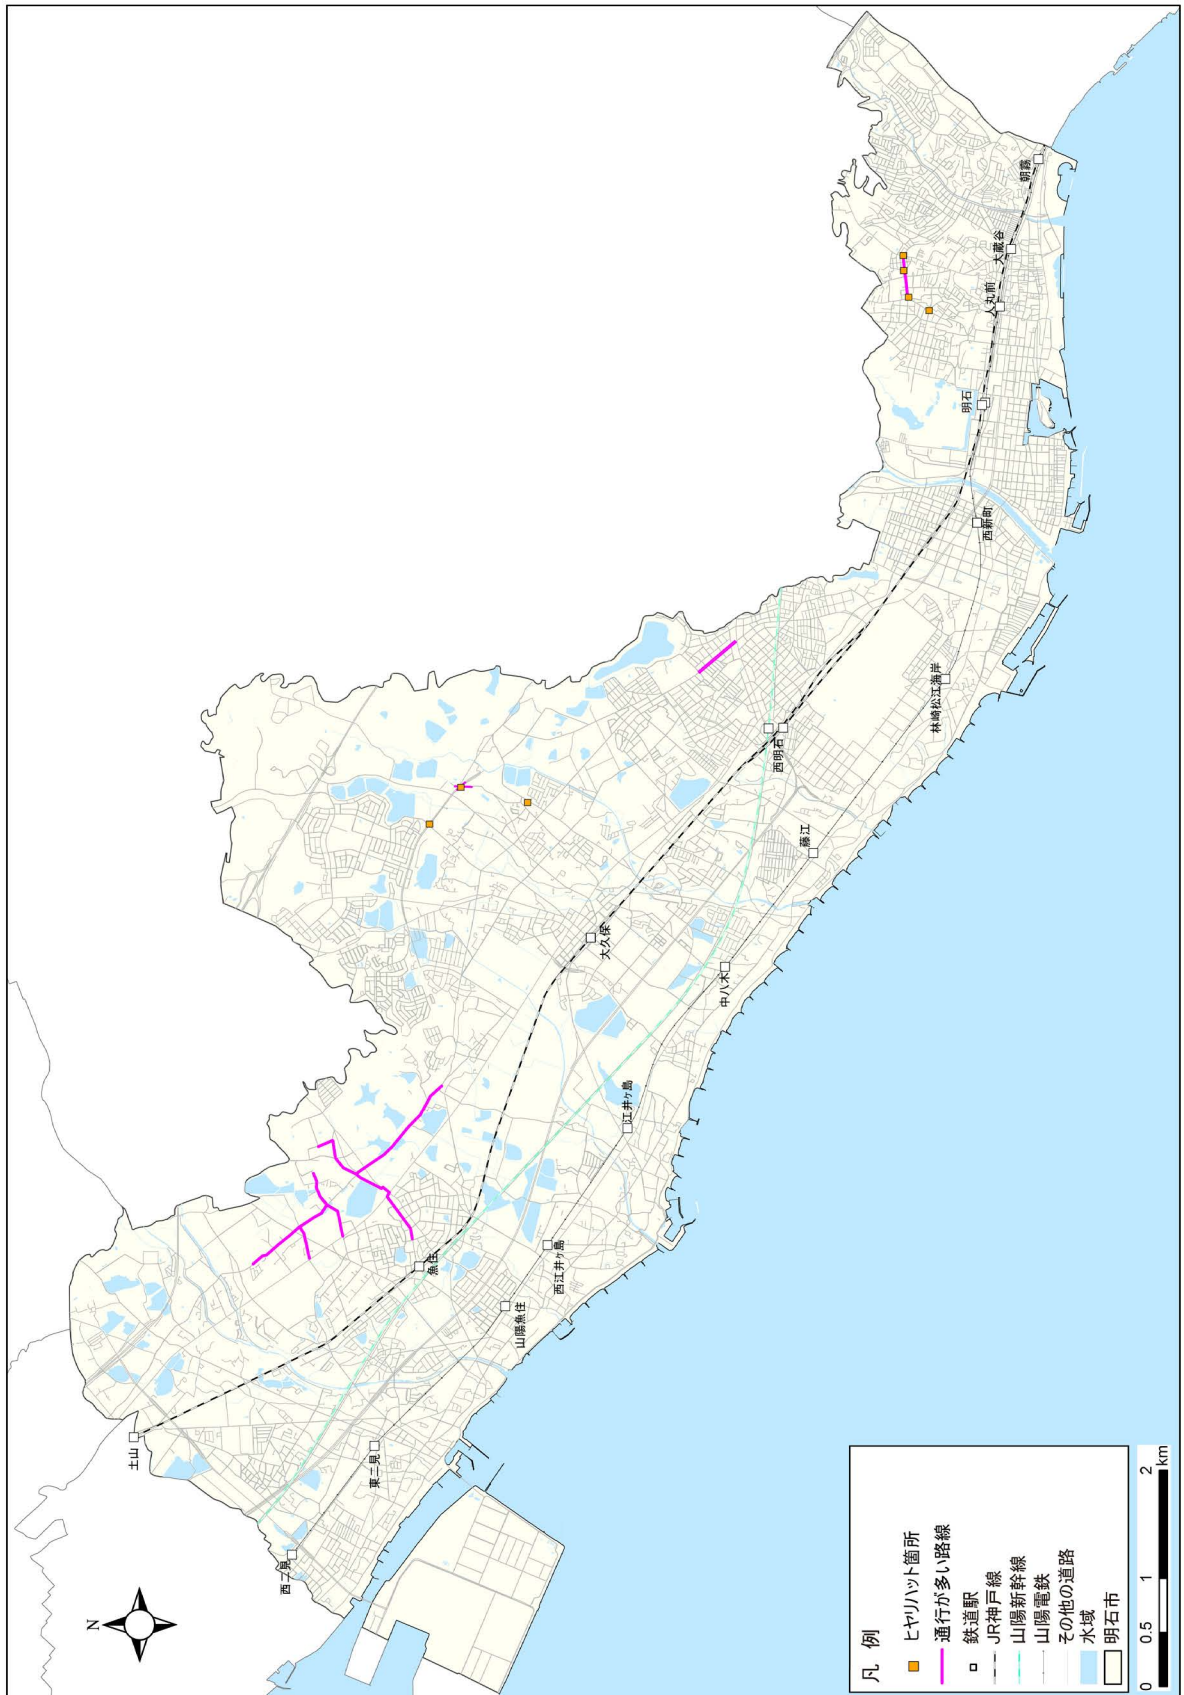 N
土山
西二見
東二見
魚住
山陽魚住
西江井ヶ島
江井ヶ島
大久保
中八木
藤江
西明石
林崎松江海岸
西新町
明石
人丸前
大蔵谷
朝霧
凡 例
ヒヤリハット箇所
通行が多い路線
鉄道駅
JR神戸線
山陽新幹線
山陽電鉄
その他の道路
水域
明石市
0 0.5 1 2
km